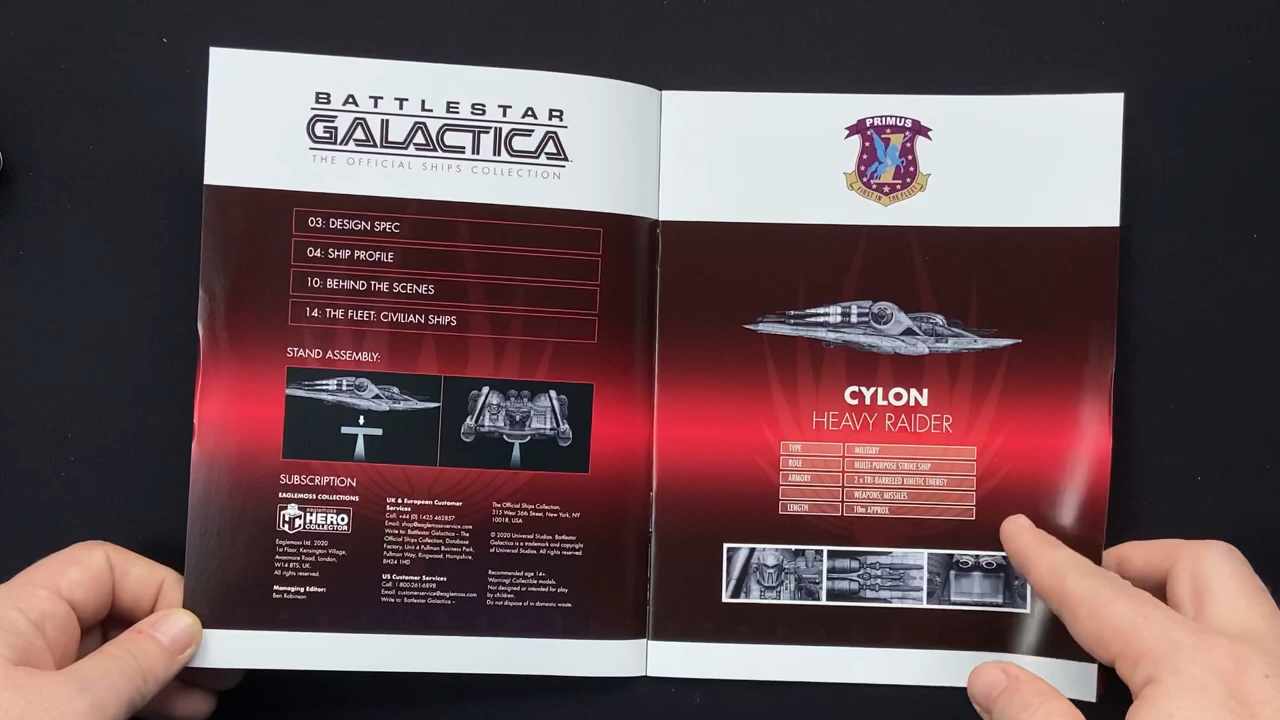 BATTLESTAR
GALACTICA
THE OFFICIAL SHIPS COLLECTION
03: DESIGN SPEC
04: SHIP PROFILE
10: BEHIND THE SCENES
14: THE FLEET: CIVILIAN SHIPS
STAND ASSEMBLY:
SUBSCRIPTION
EAGLEMOSS COLLECTIONS
eaglemoss
HC HERO
COLLECTOR
Eaglemoss Ltd. 2020
1st Floor, Kensington Village,
Avonmore Road, London,
W14 8TS, UK.
All rights reserved.
Managing Editor:
Ben Robinson
UK & European Customer
Services
Call: +44 (0) 1425 462857
Email: shop@eaglemoss-service.com
Write to: Battlestar Galactica – The
Official Ships Collection, Database
Factory, Unit 4 Pullman Business Park,
Pullman Way, Ringwood, Hampshire.
BH24 1HD
US Customer Services
Call: 1-800-261-6898
Email: customerservice@eaglemoss.com
Write to: Battlestar Galactica –
The Official Ships Collection,
315 West 36th Street, New York, NY
10018, USA
© 2020 Universal Studios. Battlestar
Galactica is a trademark and copyright
of Universal Studios. All rights reserved.
Recommended age 14+.
Warning! Collectible models.
Not designed or intended for play
by children.
Do not dispose of in domestic waste.
PRIMUS
1
FIRST IN THE FLEET
CYLON
HEAVY RAIDER
TYPE MILITARY
ROLE MULTI-PURPOSE STRIKE SHIP
ARMORY 2 x TRI-BARRELED KINETIC ENERGY
WEAPONS; MISSILES
LENGTH 10m APPROX